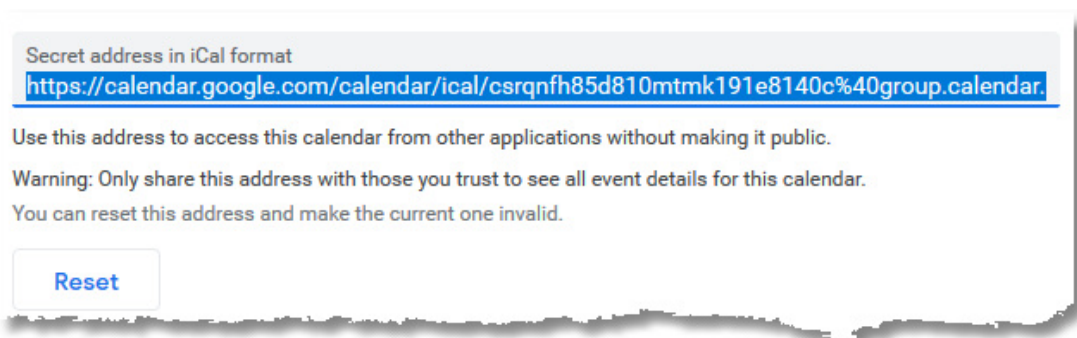 Secret address in iCal format
https://calendar.google.com/calendar/ical/csrqnfh85d810mtmk191e8140c%40group.calendar.
Use this address to access this calendar from other applications without making it public.
Warning: Only share this address with those you trust to see all event details for this calendar.
You can reset this address and make the current one invalid.
Reset